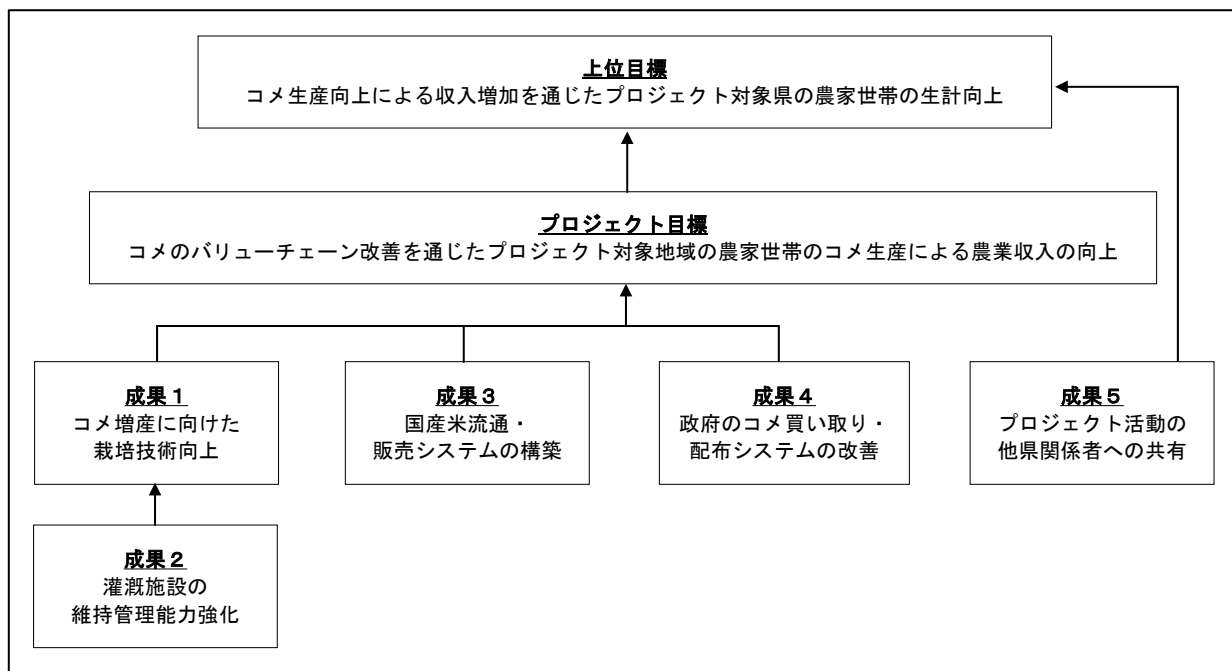 上位目標
コメ生産向上による収入増加を通じたプロジェクト対象県の農家世帯の生計向上
プロジェクト目標
コメのバリューチェーン改善を通じたプロジェクト対象地域の農家世帯のコメ生産による農業収入の向上
成果１
コメ増産に向けた
栽培技術向上
成果３
国産米流通・
販売システムの構築
成果４
政府のコメ買い取り・
配布システムの改善
成果５
プロジェクト活動の
他県関係者への共有
成果２
灌漑施設の
維持管理能力強化